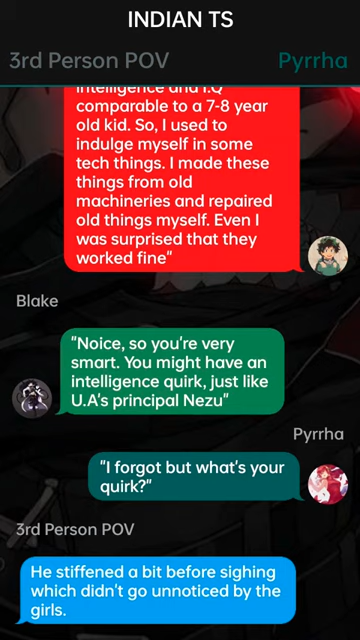 INDIAN TS
3rd Person POV
Pyrrha
intelligence and I.Q
comparable to a 7-8 year
old kid. So, I used to
indulge myself in some
tech things. I made these
things from old
machineries and repaired
old things myself. Even I
was surprised that they
worked fine"
Blake
"Noice, so you're very
smart. You might have an
intelligence quirk, just like
U.A's principal Nezu"
Pyrrha
"I forgot but what's your
quirk?"
3rd Person POV
He stiffened a bit before sighing
which didn't go unnoticed by the
girls.